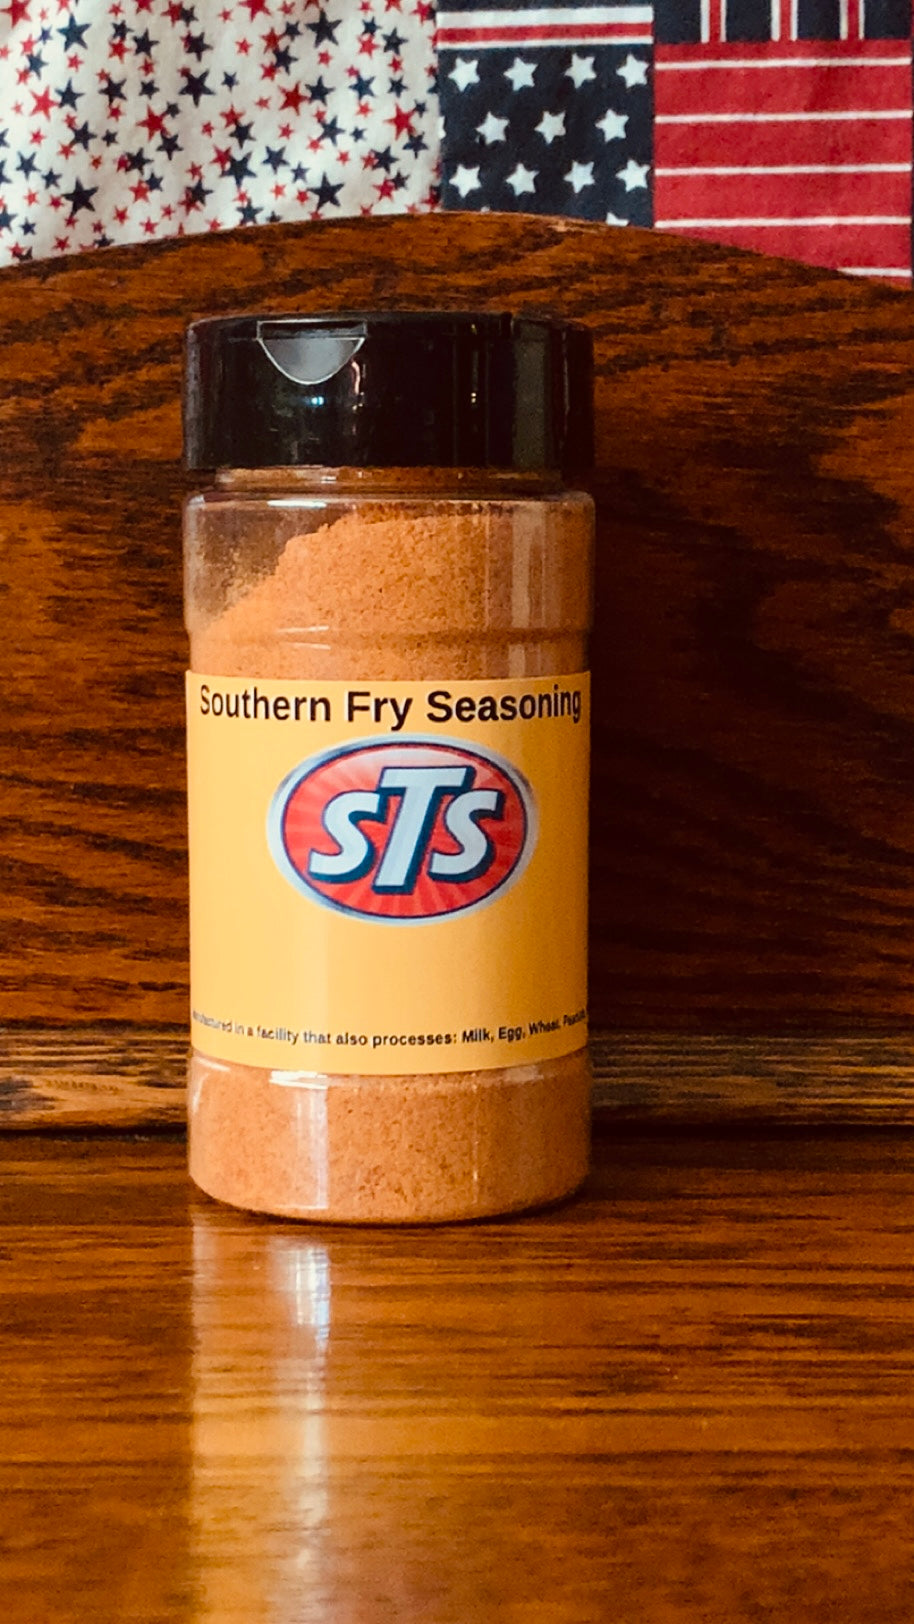 Southern Fry Seasoning
STS
in a facility that also processes: Milk, Egg, Wheat,